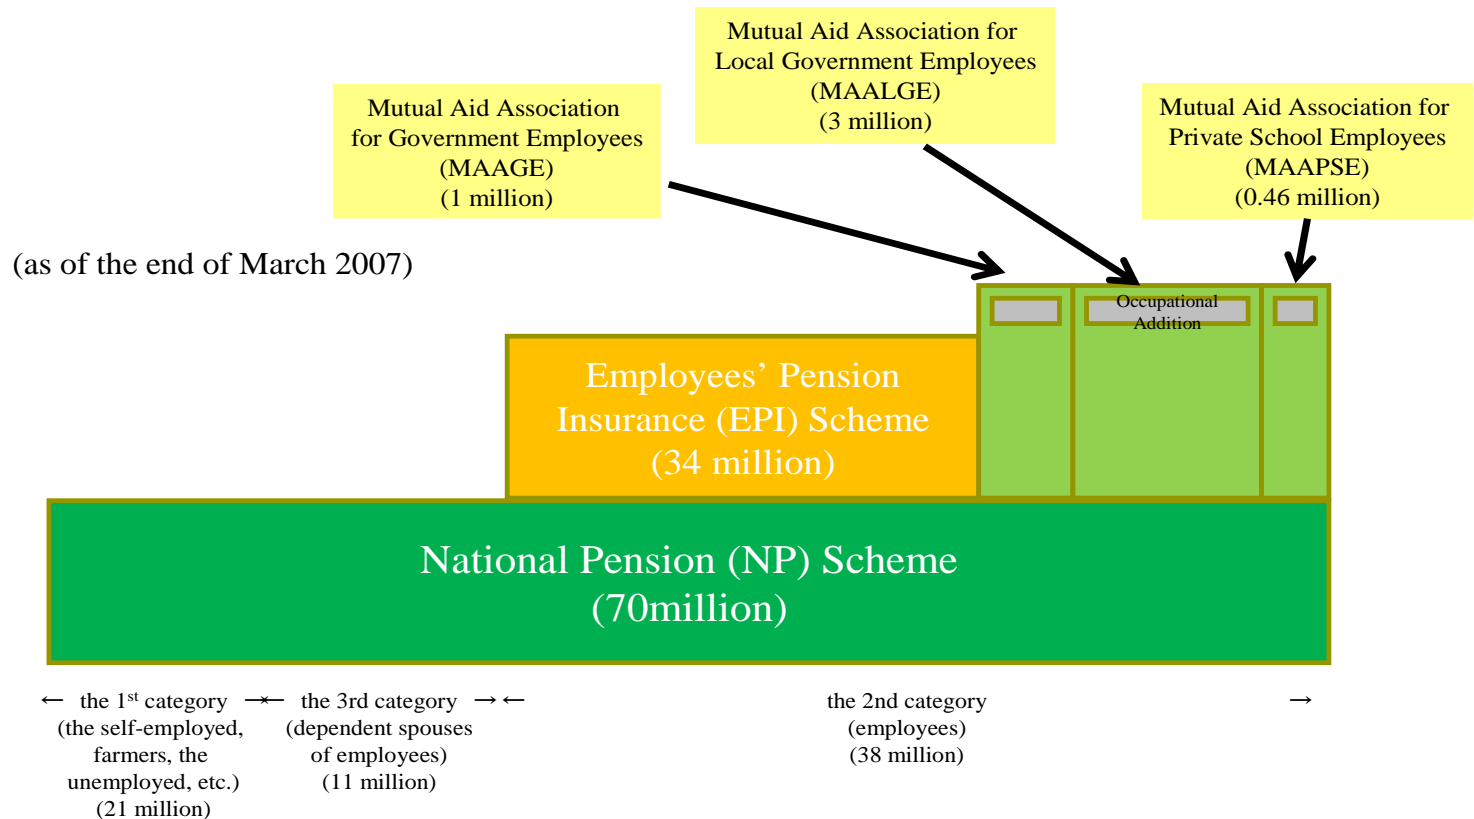 Mutual Aid Association for
Local Government Employees
(MAALGE)
(3 million)
Mutual Aid Association
for Government Employees
(MAAGE)
(1 million)
Mutual Aid Association for
Private School Employees
(MAAPSE)
(0.46 million)
(as of the end of March 2007)
Occupational
Addition
Employees’ Pension
Insurance (EPI) Scheme
(34 million)
National Pension (NP) Scheme
(70million)
← the 1st category →
(the self-employed,
farmers, the
unemployed, etc.)
(21 million)
← the 3rd category →
(dependent spouses
of employees)
(11 million)
← the 2nd category →
(employees)
(38 million)